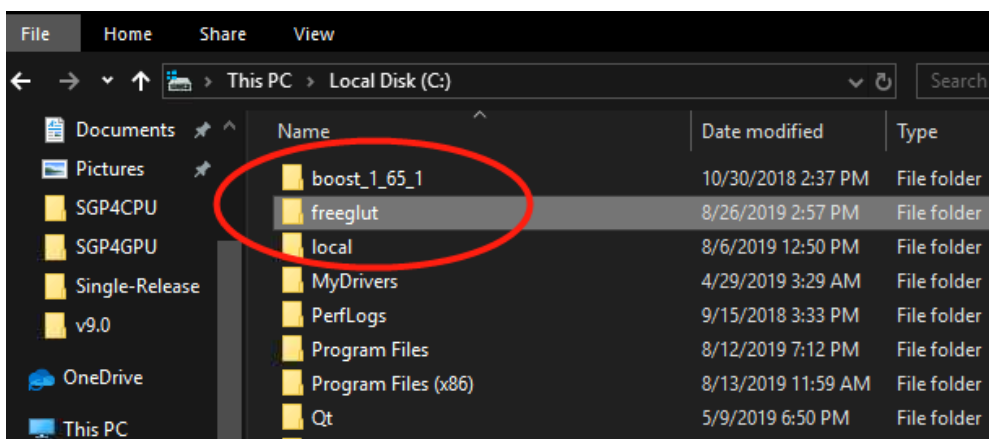 File Home Share View
This PC > Local Disk (C:) Search
Documents Name Date modified Type
Pictures boost_1_65_1 10/30/2018 2:37 PM File folder
SGP4CPU freeglut 8/26/2019 2:57 PM File folder
SGP4GPU local 8/6/2019 12:50 PM File folder
Single-Release MyDrivers 4/29/2019 3:29 AM File folder
v9.0 PerfLogs 9/15/2018 3:33 PM File folder
Program Files 8/12/2019 7:12 PM File folder
OneDrive Program Files (x86) 8/13/2019 11:59 AM File folder
This PC Qt 5/9/2019 6:50 PM File folder